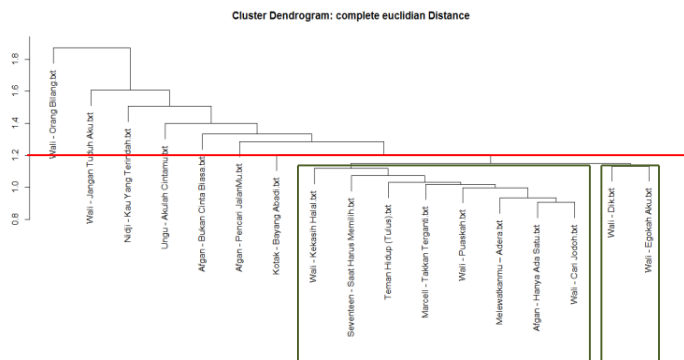 Cluster Dendrogram: complete euclidian Distance
1.8
1.6
1.4
1.2
1.0
0.8
Wali - Orang Bilang.txt
Wali - Jangan Tuduh Aku.txt
Nidji - Kau Yang Terindah.txt
Ungu - Akulah Cintamu.txt
Afgan - Bukan Cinta Biasa.txt
Afgan - Pencari JalanMu.txt
Kotak - Bayang Abadi.txt
Wali - Kekasih Halal.txt
Seventeen - Saat Harus Memilih.txt
Teman Hidup (Tulus).txt
Marcell - Takkan Terganti.txt
Wali - Puaskah.txt
Melewatkanmu – Adera.txt
Afgan - Hanya Ada Satu.txt
Wali - Cari Jodoh.txt
Wali - Dik.txt
Wali - Egokah Aku.txt